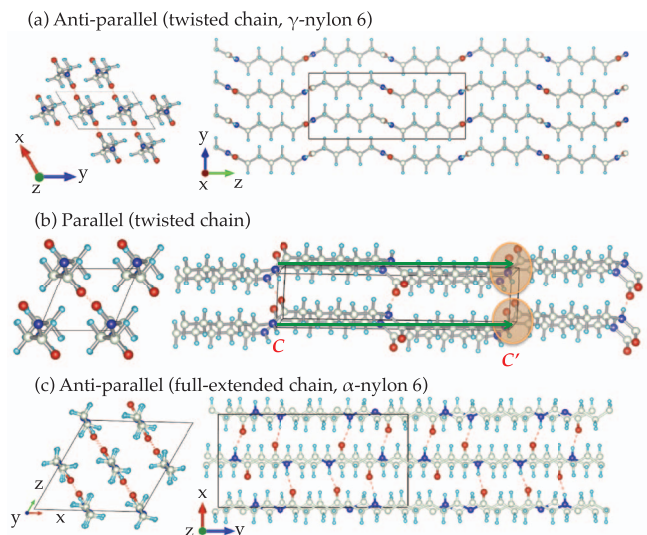 (a) Anti-parallel (twisted chain, γ-nylon 6)
x
z
y
y
x
z
(b) Parallel (twisted chain)
C
C′
(c) Anti-parallel (full-extended chain, α-nylon 6)
z
y
x
x
z
y